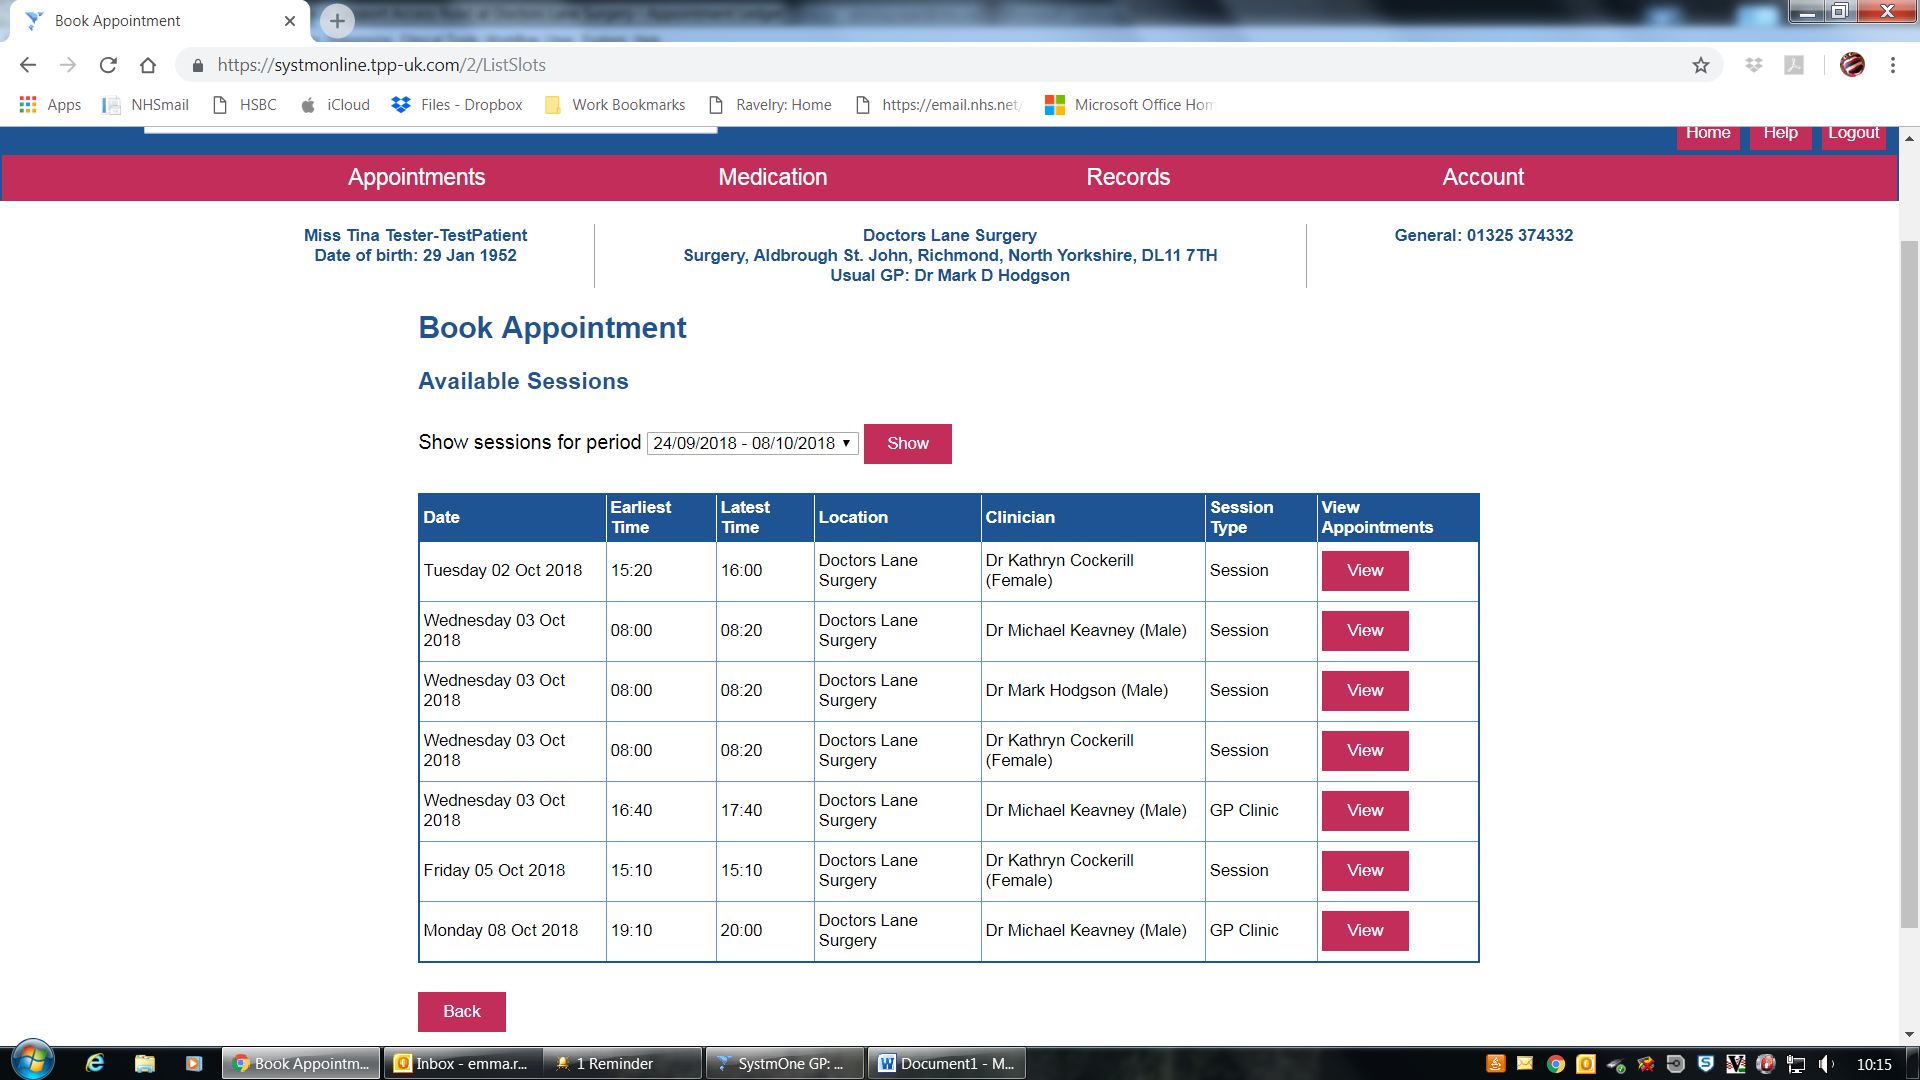 Book Appointment
https://systmonline.tpp-uk.com/2/ListSlots
Apps NHSmail HSBC iCloud Files - Dropbox Work Bookmarks Ravelry: Home https://email.nhs.net/ Microsoft Office Hom
Home Help Logout
Appointments Medication Records Account
Miss Tina Tester-TestPatient
Date of birth: 29 Jan 1952
Doctors Lane Surgery
Surgery, Aldbrough St. John, Richmond, North Yorkshire, DL11 7TH
Usual GP: Dr Mark D Hodgson
General: 01325 374332
Book Appointment
Available Sessions
Show sessions for period 24/09/2018 - 08/10/2018 Show
Date Earliest Time Latest Time Location Clinician Session Type View Appointments
Tuesday 02 Oct 2018 15:20 16:00 Doctors Lane Surgery Dr Kathryn Cockerill (Female) Session View
Wednesday 03 Oct 2018 08:00 08:20 Doctors Lane Surgery Dr Michael Keavney (Male) Session View
Wednesday 03 Oct 2018 08:00 08:20 Doctors Lane Surgery Dr Mark Hodgson (Male) Session View
Wednesday 03 Oct 2018 08:00 08:20 Doctors Lane Surgery Dr Kathryn Cockerill (Female) Session View
Wednesday 03 Oct 2018 16:40 17:40 Doctors Lane Surgery Dr Michael Keavney (Male) GP Clinic View
Friday 05 Oct 2018 15:10 15:10 Doctors Lane Surgery Dr Kathryn Cockerill (Female) Session View
Monday 08 Oct 2018 19:10 20:00 Doctors Lane Surgery Dr Michael Keavney (Male) GP Clinic View
Back
Book Appointm... Inbox - emma.r... 1 Reminder SystmOne GP: ... Document1 - M... 10:15